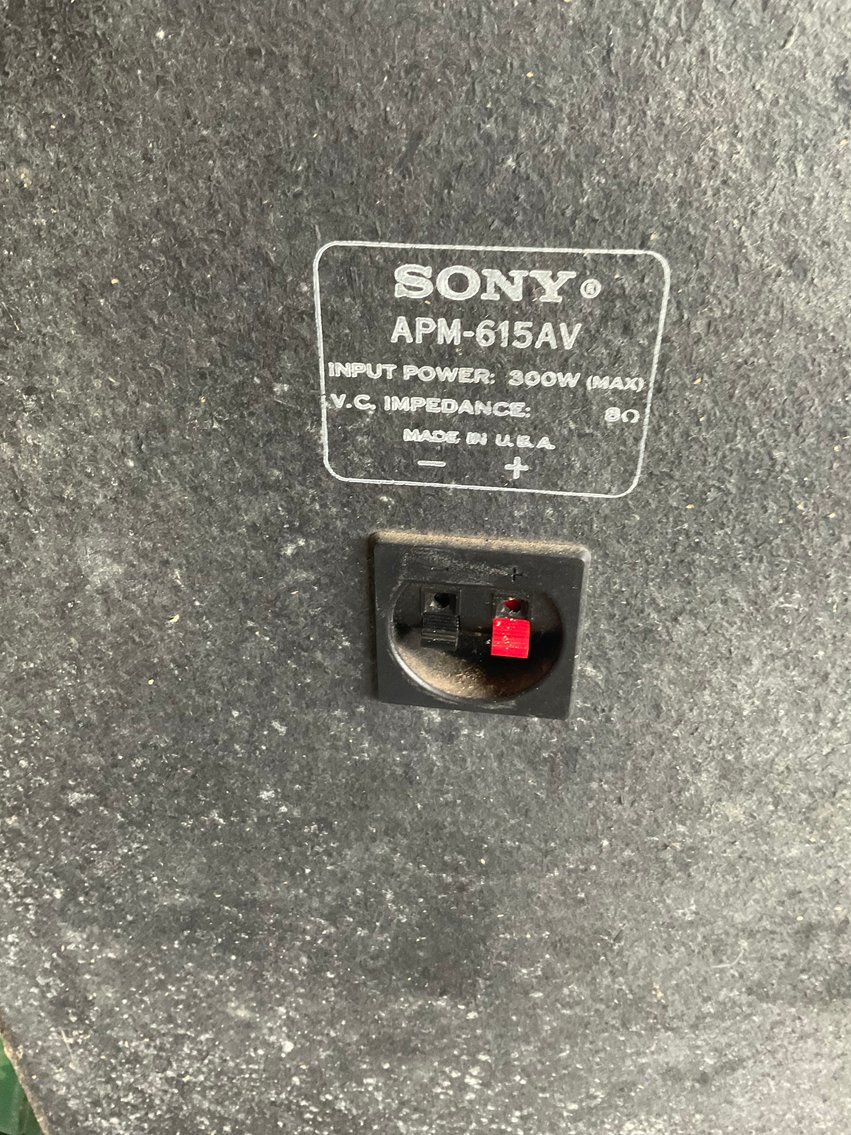 SONY®
APM-615AV
INPUT POWER: 300W (MAX)
V.C. IMPEDANCE: 8Ω
MADE IN U.S.A.
− +
− +